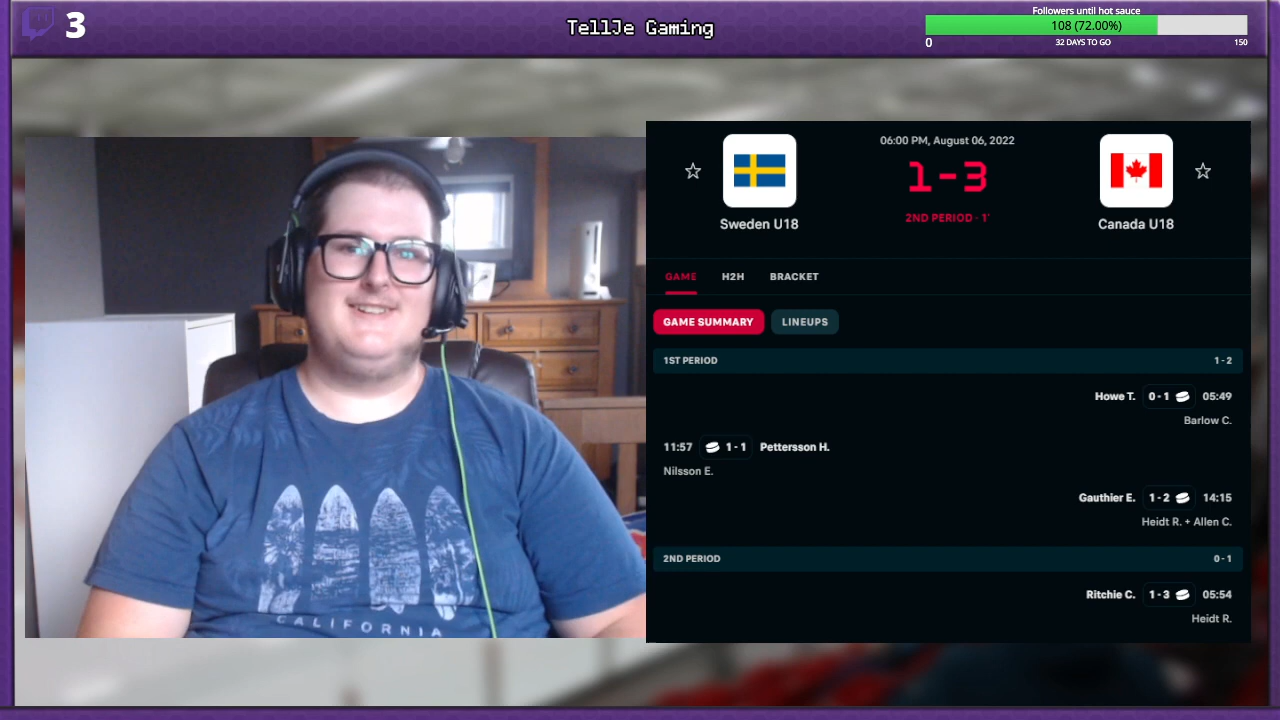 3
TellJe Gaming
Followers until hot sauce
108 (72.00%)
0
32 DAYS TO GO
150
06:00 PM, August 06, 2022
1-3
2ND PERIOD - 1'
Sweden U18
Canada U18
GAME
H2H
BRACKET
GAME SUMMARY
LINEUPS
1ST PERIOD
1 - 2
Howe T. 0 - 1 05:49
Barlow C.
11:57 1 - 1 Pettersson H.
Nilsson E.
Gauthier E. 1 - 2 14:15
Heidt R. + Allen C.
2ND PERIOD
0 - 1
Ritchie C. 1 - 3 05:54
Heidt R.
CALIFORNIA